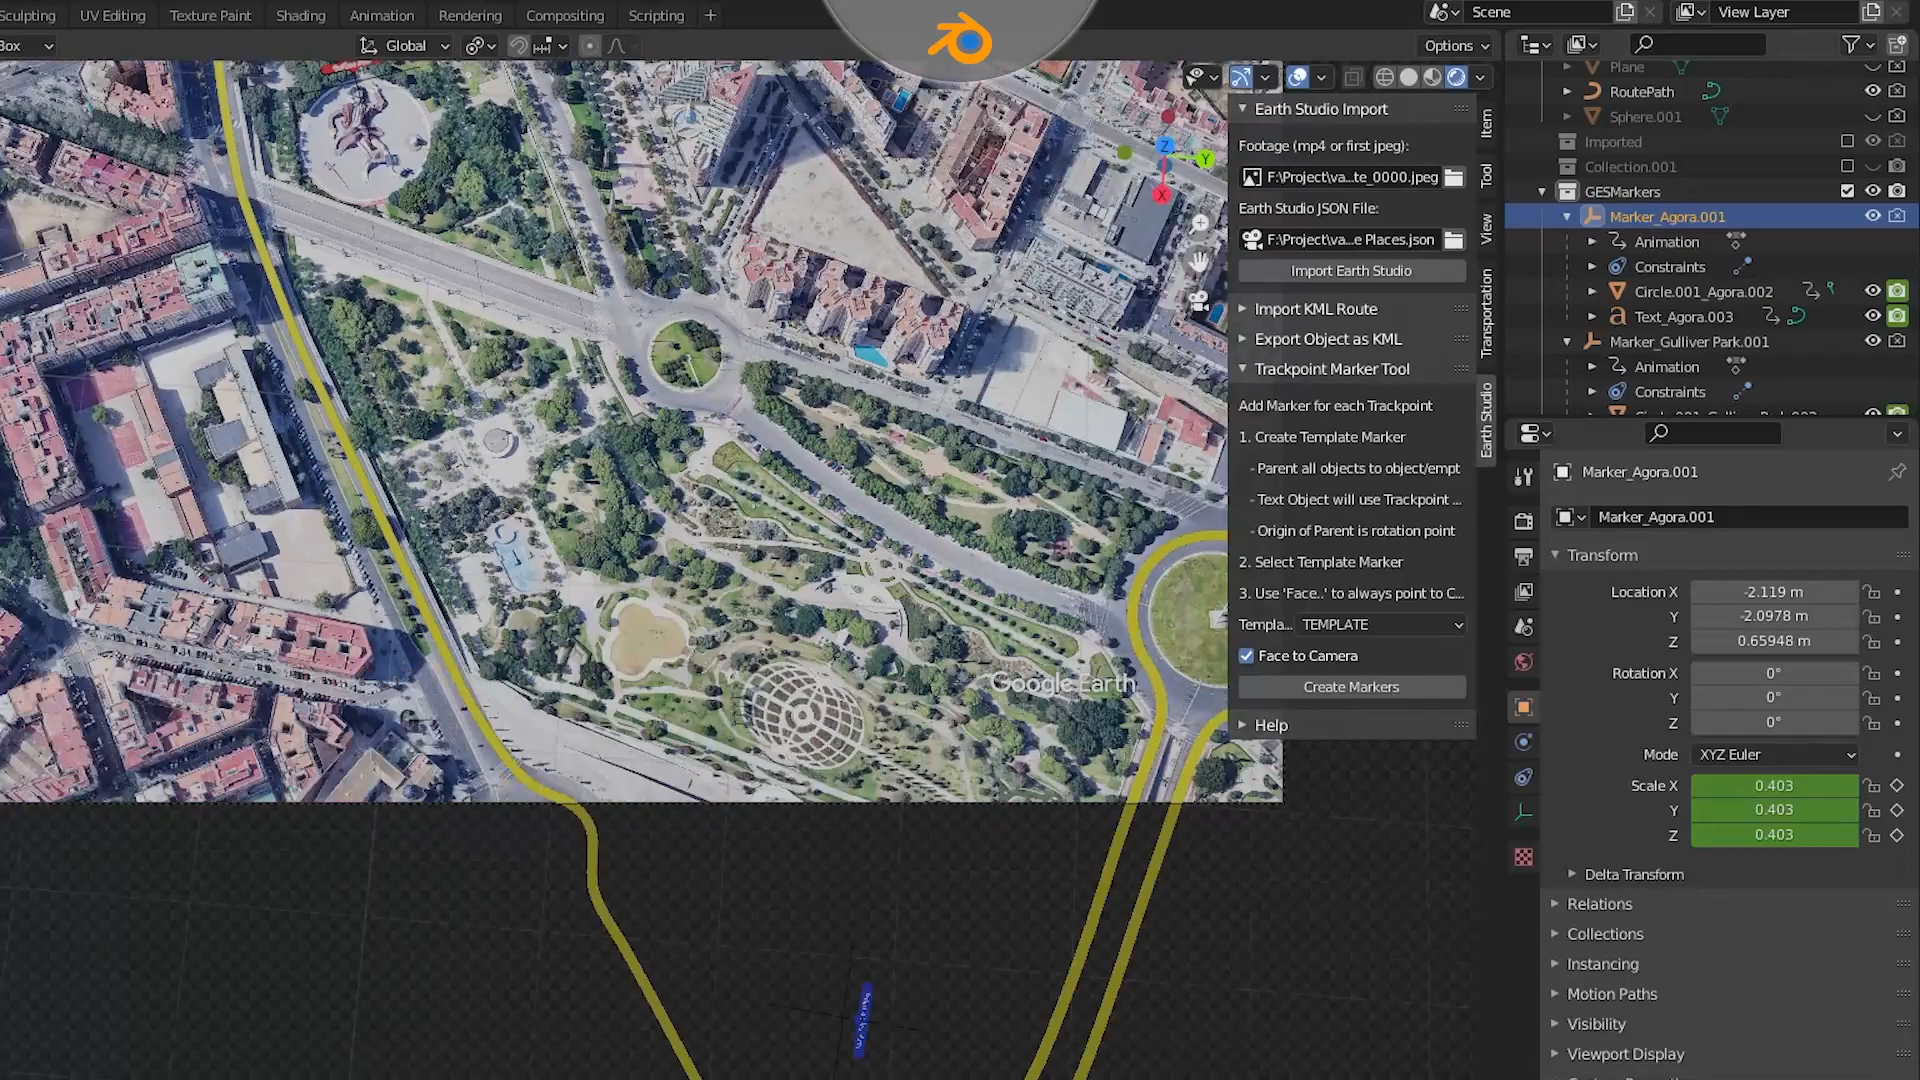 Sculpting
UV Editing
Texture Paint
Shading
Animation
Rendering
Compositing
Scripting
+
Scene
View Layer
Box
Global
Options
Plane
RoutePath
Sphere.001
Imported
Collection.001
GESMarkers
Marker_Agora.001
Animation
Constraints
Circle.001_Agora.002
Text_Agora.003
Marker_Gulliver Park.001
Animation
Constraints
Z
Y
X
Earth Studio Import
Footage (mp4 or first jpeg):
F:\Project\va...te_0000.jpeg
Earth Studio JSON File:
F:\Project\va...e Places.json
Import Earth Studio
Import KML Route
Export Object as KML
Trackpoint Marker Tool
Add Marker for each Trackpoint
1. Create Template Marker
- Parent all objects to object/empt
- Text Object will use Trackpoint ...
- Origin of Parent is rotation point
2. Select Template Marker
3. Use 'Face..' to always point to C...
Templa... TEMPLATE
Face to Camera
Create Markers
Help
Item
Tool
View
Transportation
Earth Studio
Google Earth
Marker_Agora.001
Marker_Agora.001
Transform
Location X -2.119 m
Y -2.0978 m
Z 0.65948 m
Rotation X 0°
Y 0°
Z 0°
Mode XYZ Euler
Scale X 0.403
Y 0.403
Z 0.403
Delta Transform
Relations
Collections
Instancing
Motion Paths
Visibility
Viewport Display